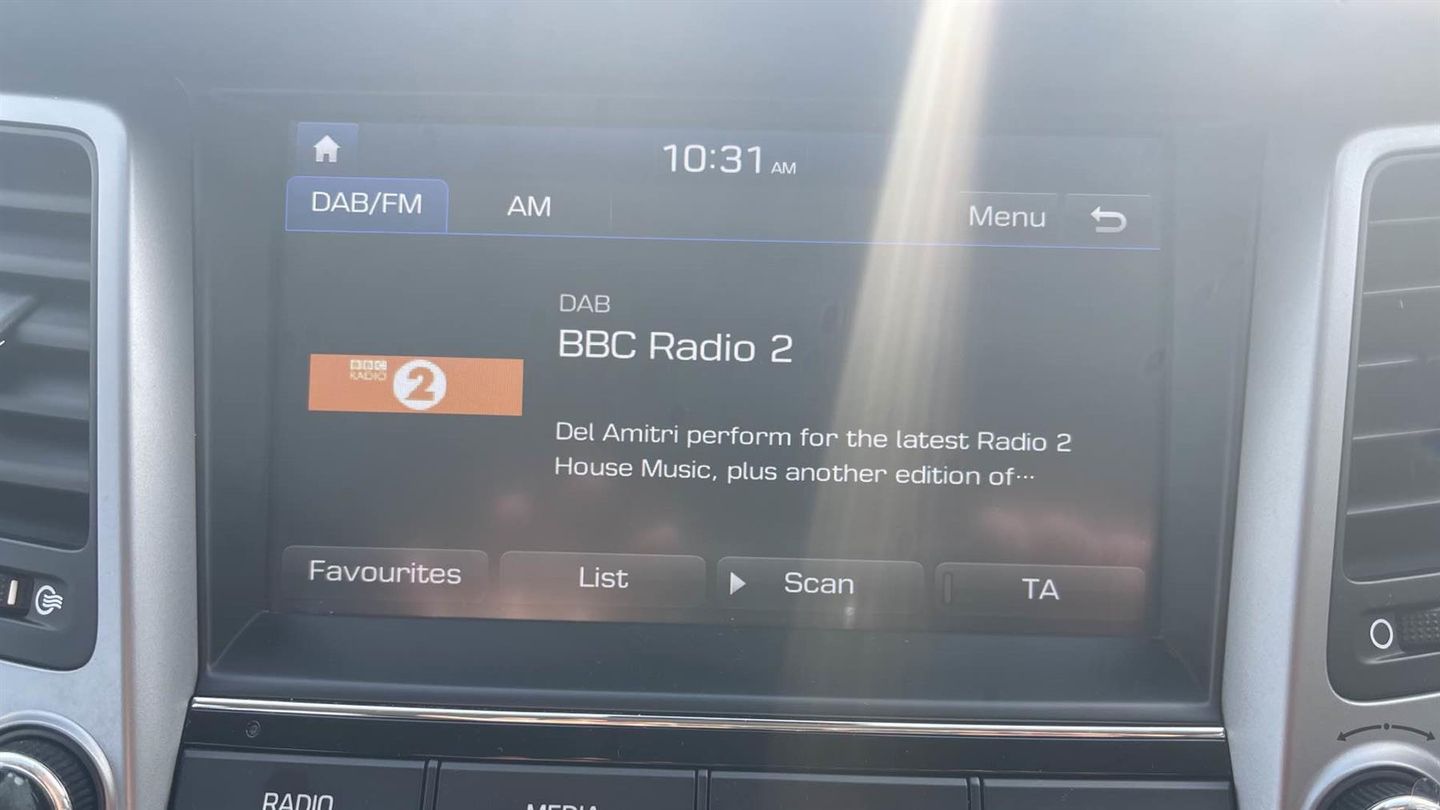 10:31 AM
DAB/FM
AM
Menu
DAB
BBC Radio 2
BBC
RADIO
2
Del Amitri perform for the latest Radio 2
House Music, plus another edition of···
Favourites
List
Scan
TA
RADIO
MEDIA